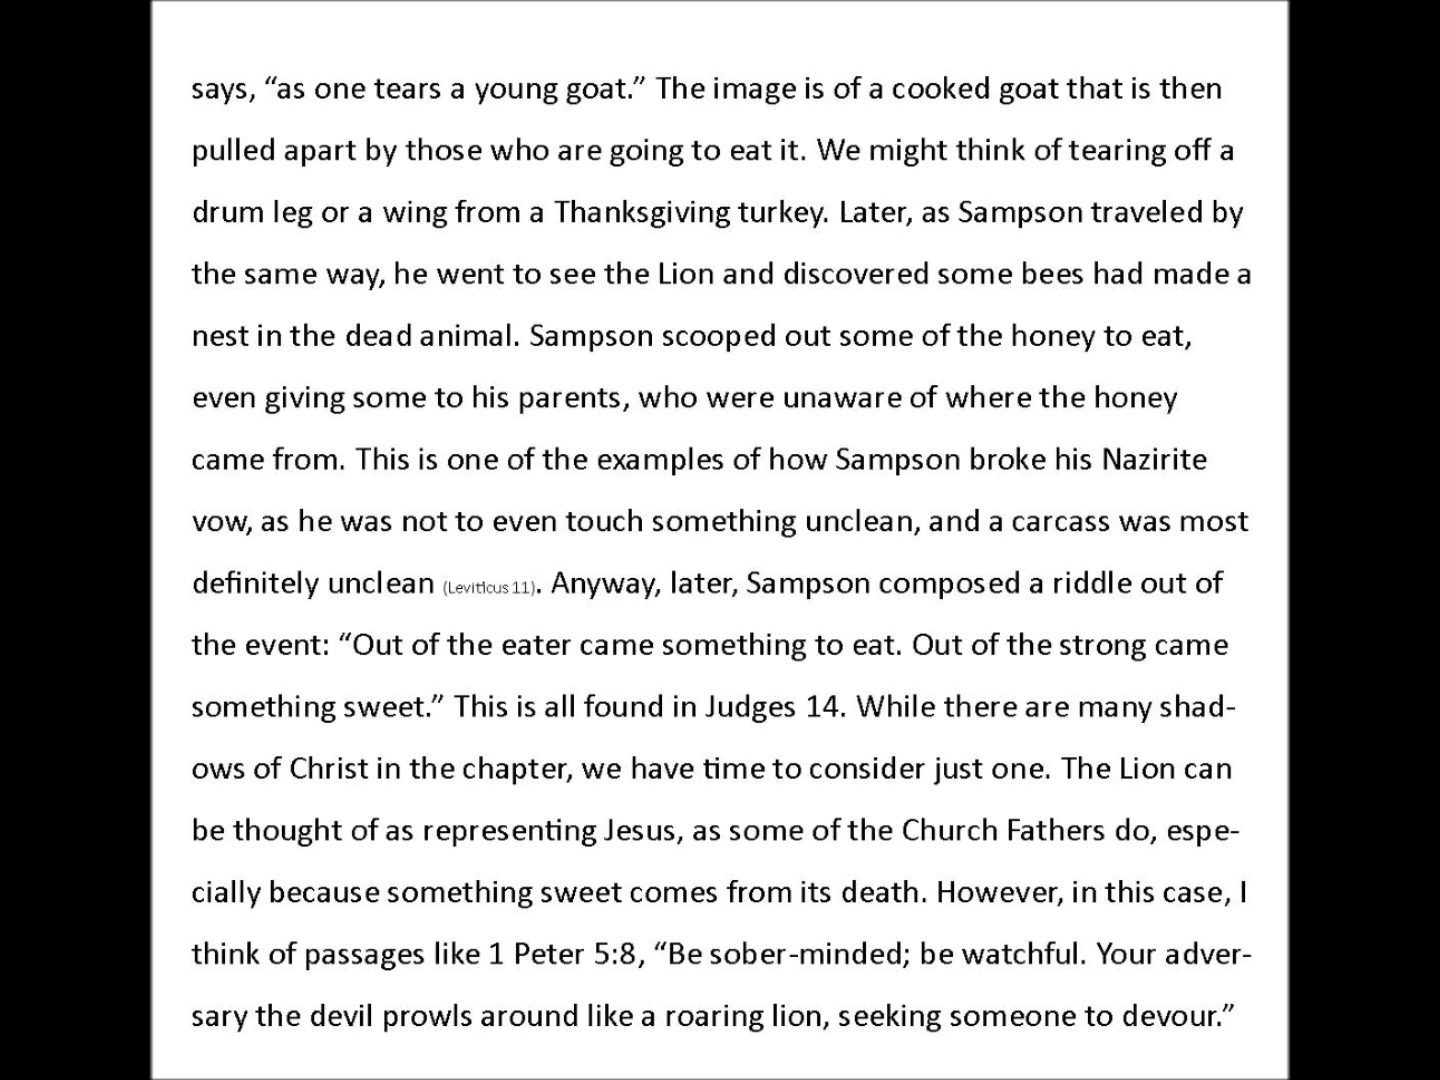 says, “as one tears a young goat.” The image is of a cooked goat that is then
pulled apart by those who are going to eat it. We might think of tearing off a
drum leg or a wing from a Thanksgiving turkey. Later, as Sampson traveled by
the same way, he went to see the Lion and discovered some bees had made a
nest in the dead animal. Sampson scooped out some of the honey to eat,
even giving some to his parents, who were unaware of where the honey
came from. This is one of the examples of how Sampson broke his Nazirite
vow, as he was not to even touch something unclean, and a carcass was most
definitely unclean (Leviticus 11). Anyway, later, Sampson composed a riddle out of
the event: “Out of the eater came something to eat. Out of the strong came
something sweet.” This is all found in Judges 14. While there are many shad-
ows of Christ in the chapter, we have time to consider just one. The Lion can
be thought of as representing Jesus, as some of the Church Fathers do, espe-
cially because something sweet comes from its death. However, in this case, I
think of passages like 1 Peter 5:8, “Be sober-minded; be watchful. Your adver-
sary the devil prowls around like a roaring lion, seeking someone to devour.”